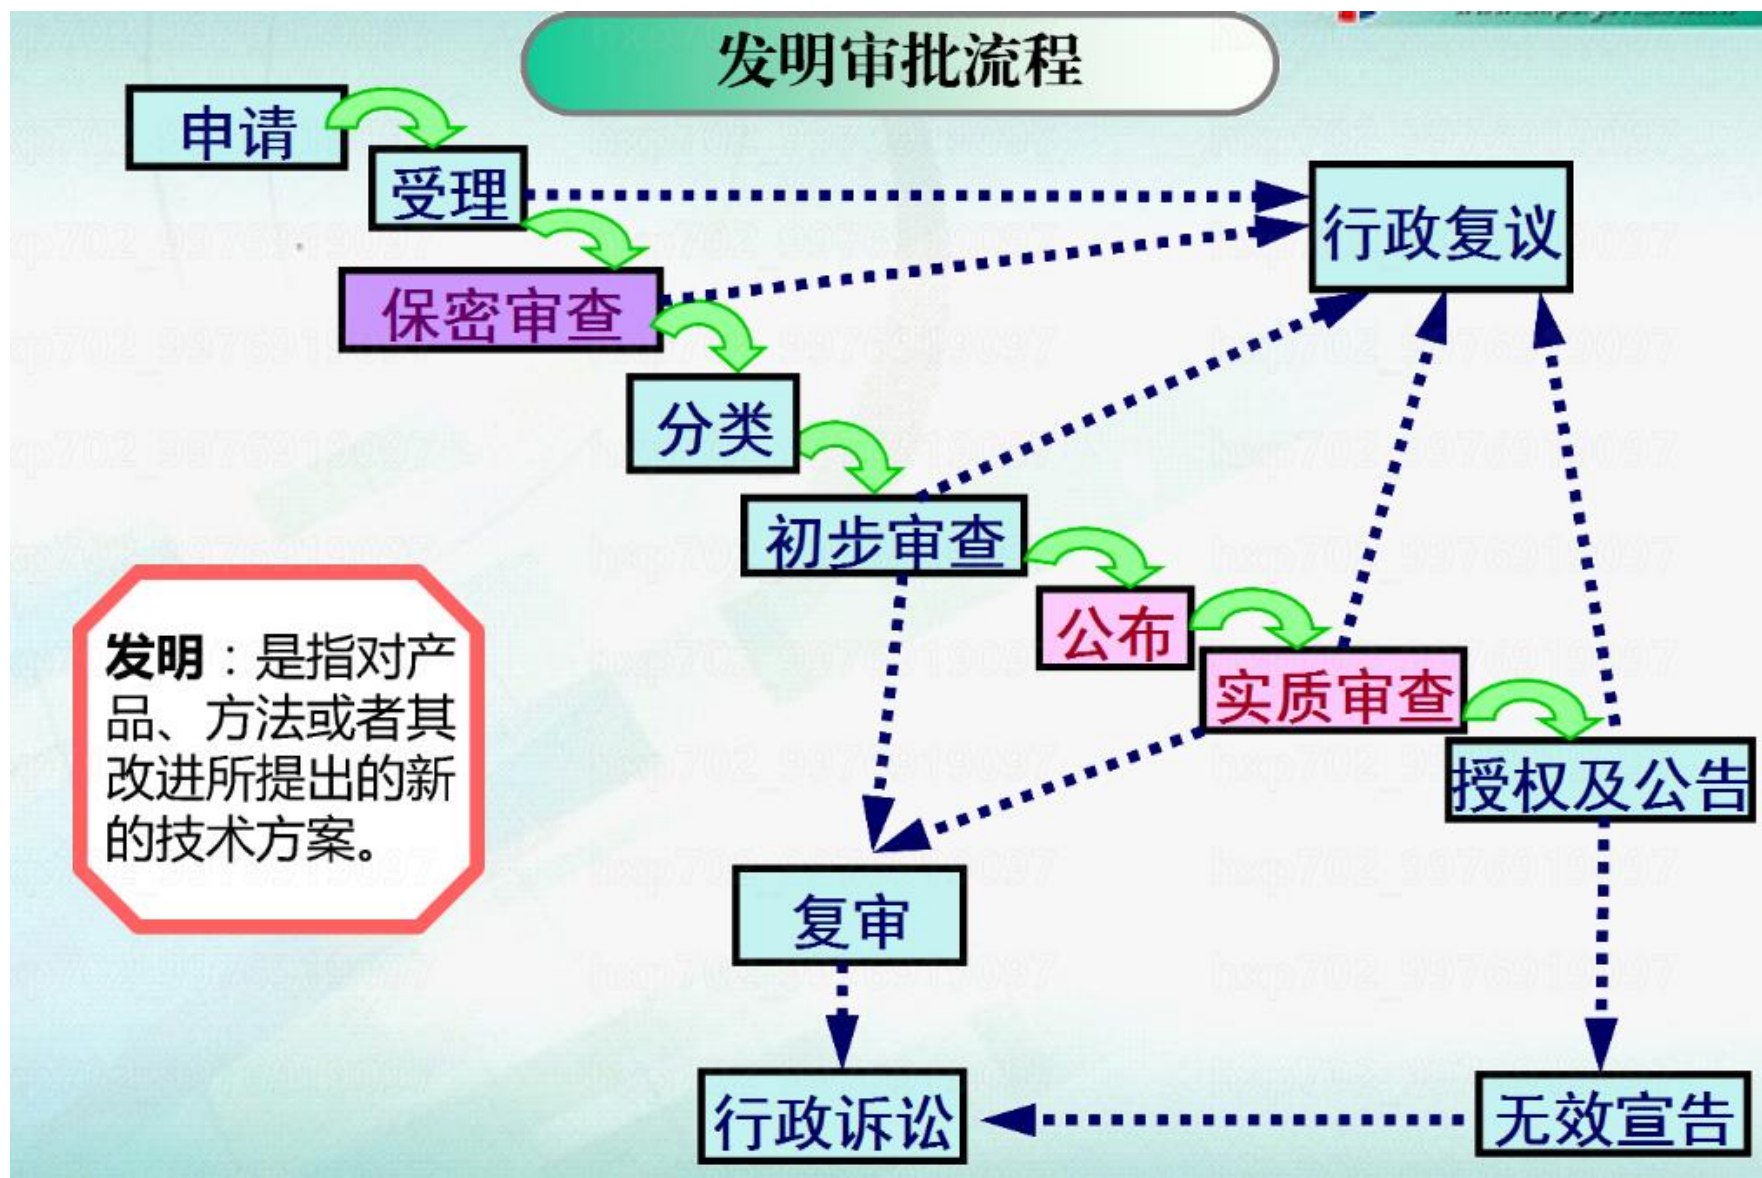 发明审批流程
申请
受理
行政复议
保密审查
分类
初步审查
公布
发明：是指对产
品、方法或者其
改进所提出的新
的技术方案。
实质审查
授权及公告
复审
行政诉讼
无效宣告